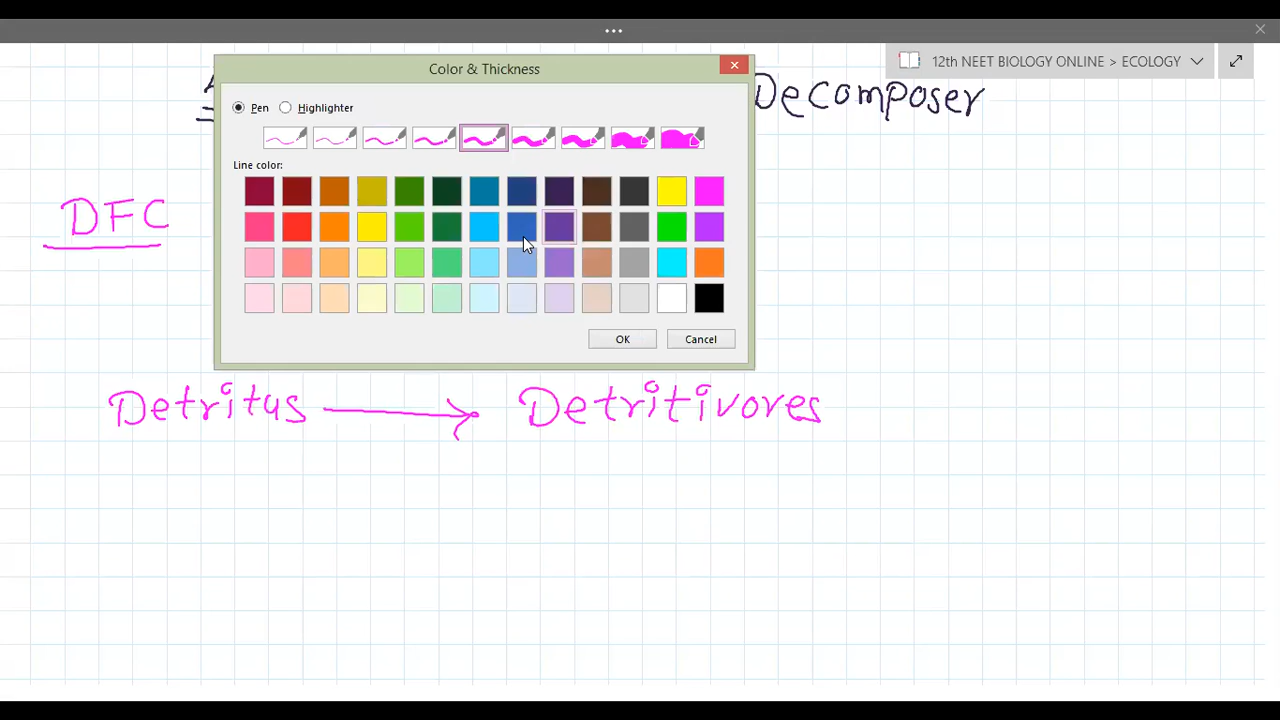 12th NEET BIOLOGY ONLINE > ECOLOGY
Color & Thickness
Decomposer
Pen Highlighter
Line color:
DFC
OK Cancel
Detritus → Detritivores